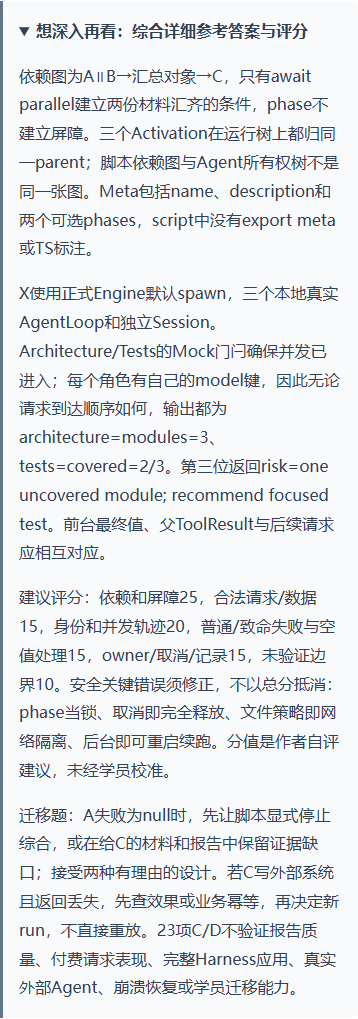 ▼ 想深入再看：综合详细参考答案与评分
依赖图为A∥B→汇总对象→C，只有await
parallel建立两份材料汇齐的条件，phase不
建立屏障。三个Activation在运行树上都归同
一parent；脚本依赖图与Agent所有权树不是
同一张图。Meta包括name、description和
两个可选phases，script中没有export meta
或TS标注。
X使用正式Engine默认spawn，三个本地真实
AgentLoop和独立Session。
Architecture/Tests的Mock门闩确保并发已
进入；每个角色有自己的model键，因此无论
请求到达顺序如何，输出都为
architecture=modules=3、
tests=covered=2/3。第三位返回risk=one
uncovered module; recommend focused
test。前台最终值、父ToolResult与后续请求
应相互对应。
建议评分：依赖和屏障25，合法请求/数据
15，身份和并发轨迹20，普通/致命失败与空
值处理15，owner/取消/记录15，未验证边
界10。安全关键错误须修正，不以总分抵消：
phase当锁、取消即完全释放、文件策略即网
络隔离、后台即可重启续跑。分值是作者自评
建议，未经学员校准。
迁移题：A失败为null时，先让脚本显式停止
综合，或在给C的材料和报告中保留证据缺
口；接受两种有理由的设计。若C写外部系统
且返回丢失，先查效果或业务幂等，再决定新
run，不直接重放。23项C/D不验证报告质
量、付费请求表现、完整Harness应用、真实
外部Agent、崩溃恢复或学员迁移能力。